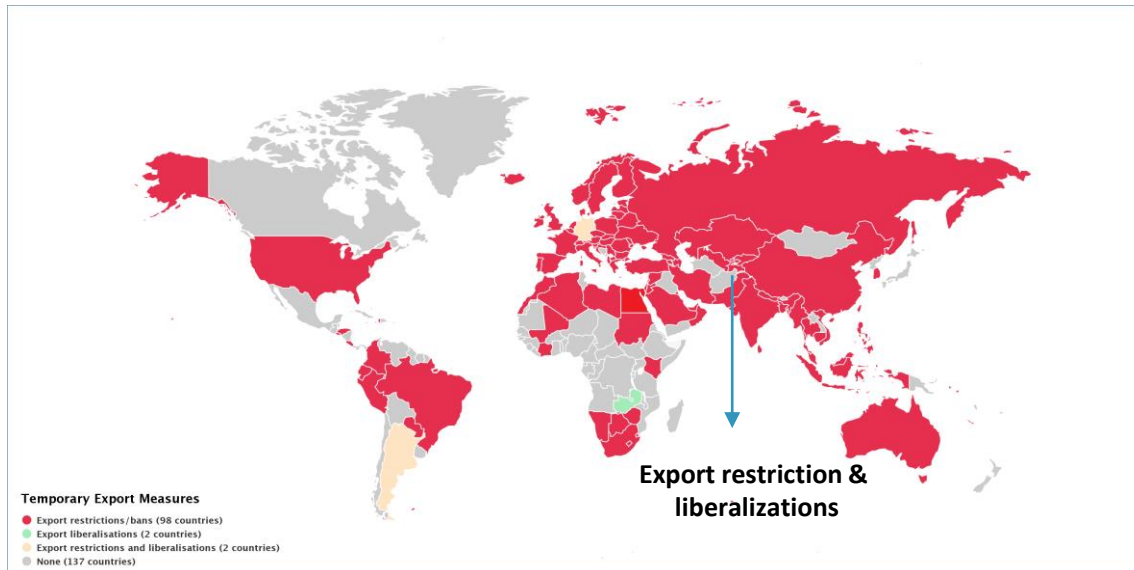 Export restriction &
liberalizations
Temporary Export Measures
Export restrictions/bans (98 countries)
Export liberalisations (2 countries)
Export restrictions and liberalisations (2 countries)
None (137 countries)